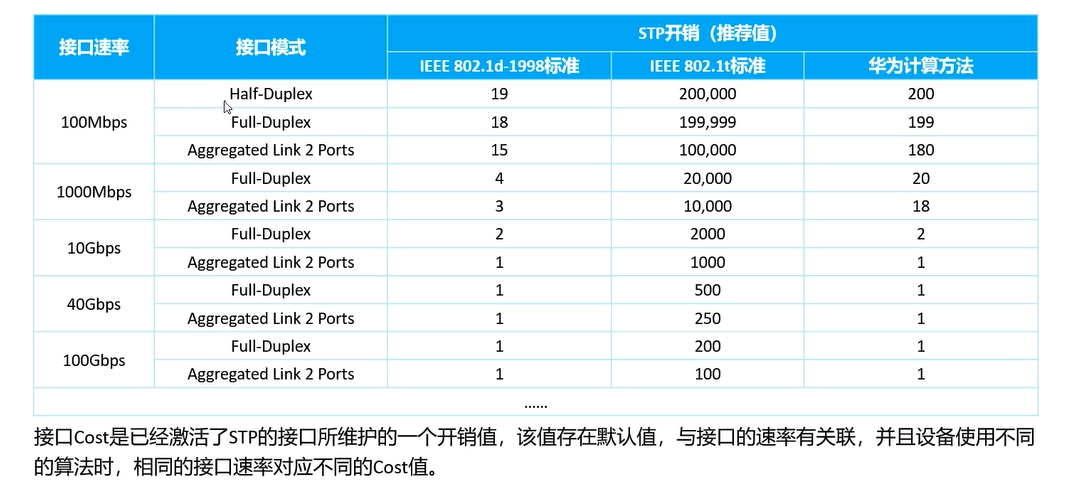 接口速率 接口模式 STP开销（推荐值）
IEEE 802.1d-1998标准 IEEE 802.1t标准 华为计算方法
100Mbps Half-Duplex 19 200,000 200
Full-Duplex 18 199,999 199
Aggregated Link 2 Ports 15 100,000 180
1000Mbps Full-Duplex 4 20,000 20
Aggregated Link 2 Ports 3 10,000 18
10Gbps Full-Duplex 2 2000 2
Aggregated Link 2 Ports 1 1000 1
40Gbps Full-Duplex 1 500 1
Aggregated Link 2 Ports 1 250 1
100Gbps Full-Duplex 1 200 1
Aggregated Link 2 Ports 1 100 1
......
接口Cost是已经激活了STP的接口所维护的一个开销值，该值存在默认值，与接口的速率有关联，并且设备使用不同
的算法时，相同的接口速率对应不同的Cost值。